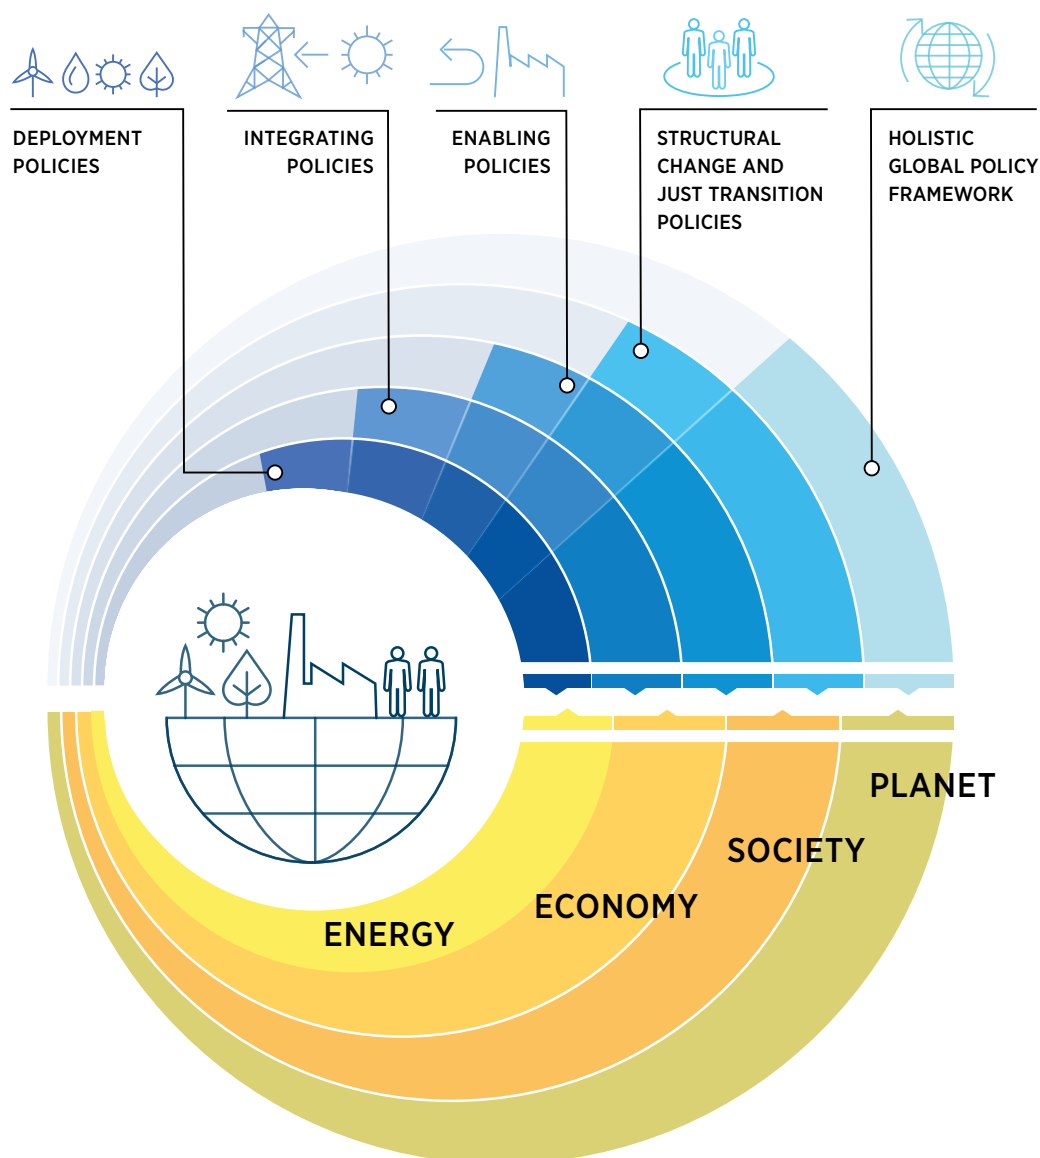 DEPLOYMENT
POLICIES
INTEGRATING
POLICIES
ENABLING
POLICIES
STRUCTURAL
CHANGE AND
JUST TRANSITION
POLICIES
HOLISTIC
GLOBAL POLICY
FRAMEWORK
PLANET
SOCIETY
ECONOMY
ENERGY